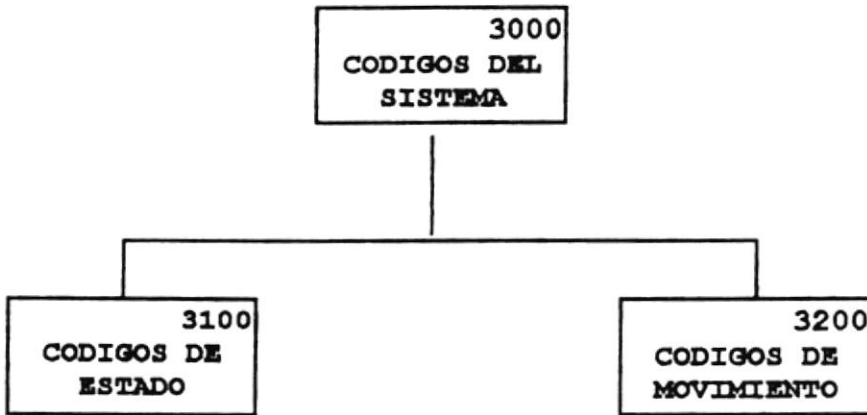 3000
CODIGOS DEL
SISTEMA
3100
CODIGOS DE
ESTADO
3200
CODIGOS DE
MOVIMIENTO